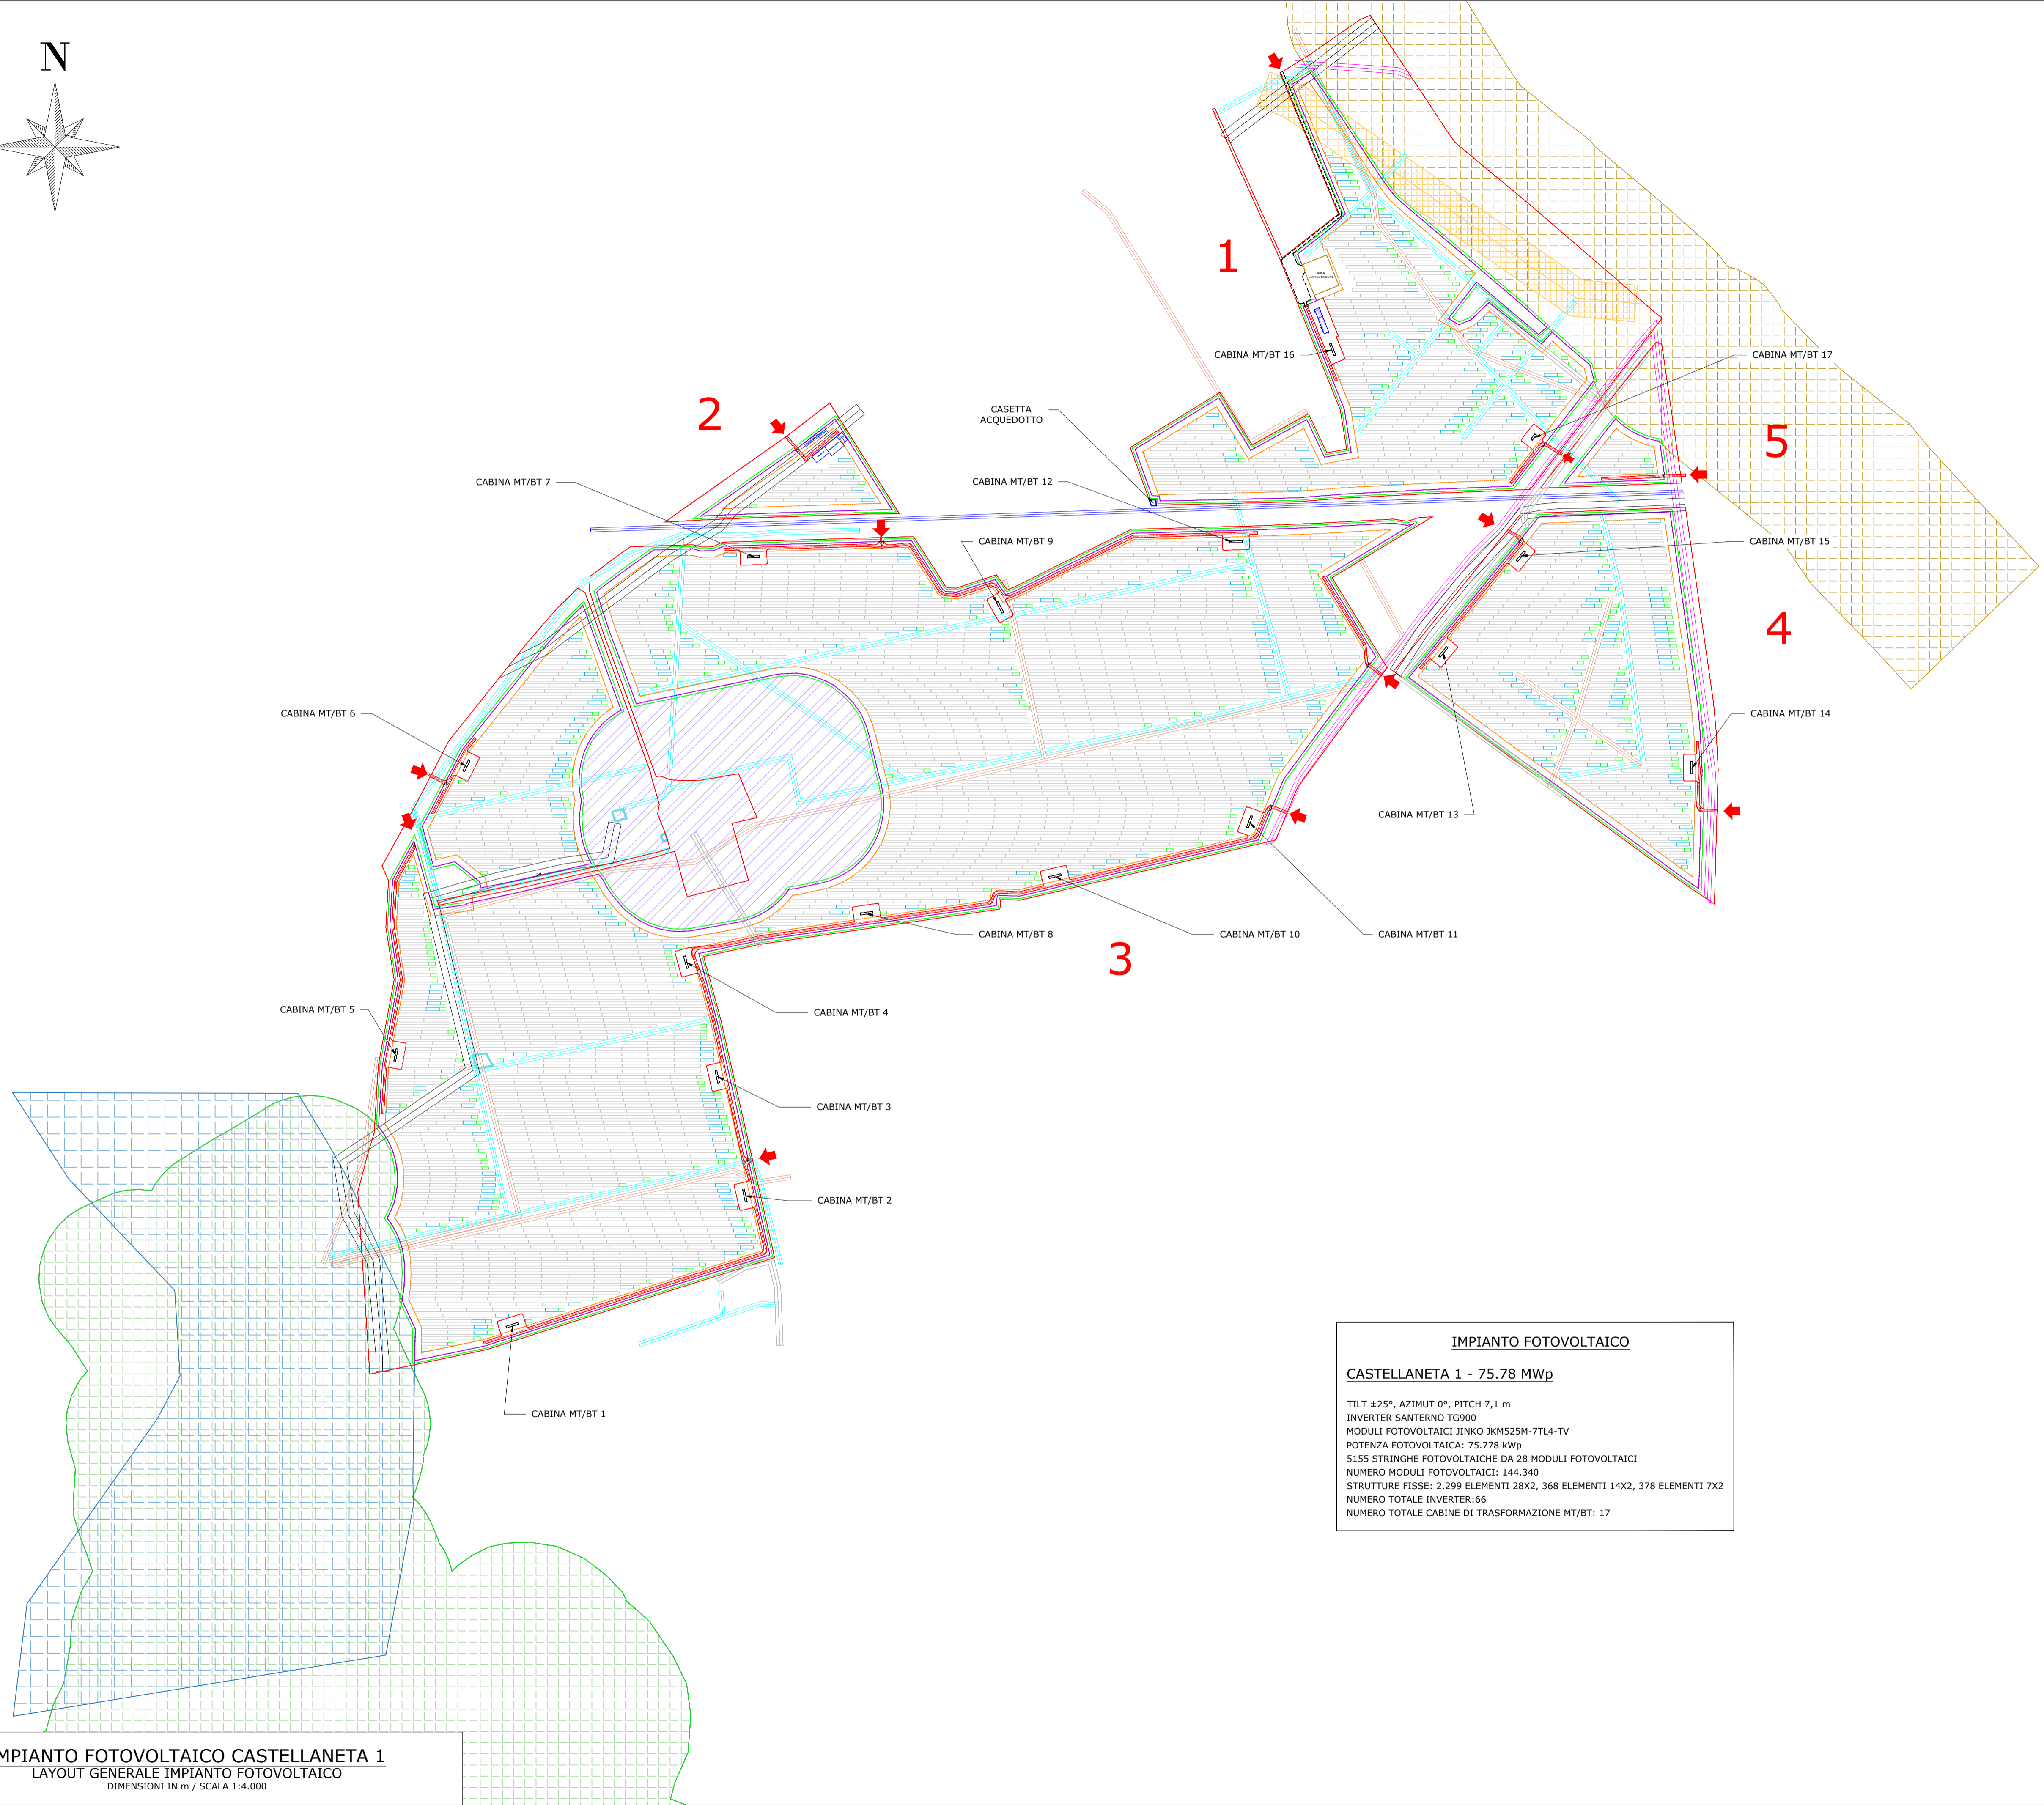 N
1
AREA
SOTTOSTAZIONE
CABINA MT/BT 16
CABINA MT/BT 17
2
CASETTA
ACQUEDOTTO
5
CABINA MT/BT 7
CABINA MT/BT 12
CABINA MT/BT 9
CABINA MT/BT 15
4
CABINA MT/BT 6
CABINA MT/BT 14
CABINA MT/BT 13
CABINA MT/BT 8
CABINA MT/BT 10
CABINA MT/BT 11
3
CABINA MT/BT 5
CABINA MT/BT 4
CABINA MT/BT 3
CABINA MT/BT 2
CABINA MT/BT 1
IMPIANTO FOTOVOLTAICO
CASTELLANETA 1 - 75.78 MWp
TILT ±25°, AZIMUT 0°, PITCH 7,1 m
INVERTER SANTERNO TG900
MODULI FOTOVOLTAICI JINKO JKM525M-7TL4-TV
POTENZA FOTOVOLTAICA: 75.778 kWp
5155 STRINGHE FOTOVOLTAICHE DA 28 MODULI FOTOVOLTAICI
NUMERO MODULI FOTOVOLTAICI: 144.340
STRUTTURE FISSE: 2.299 ELEMENTI 28X2, 368 ELEMENTI 14X2, 378 ELEMENTI 7X2
NUMERO TOTALE INVERTER:66
NUMERO TOTALE CABINE DI TRASFORMAZIONE MT/BT: 17
MPIANTO FOTOVOLTAICO CASTELLANETA 1
LAYOUT GENERALE IMPIANTO FOTOVOLTAICO
DIMENSIONI IN m / SCALA 1:4.000